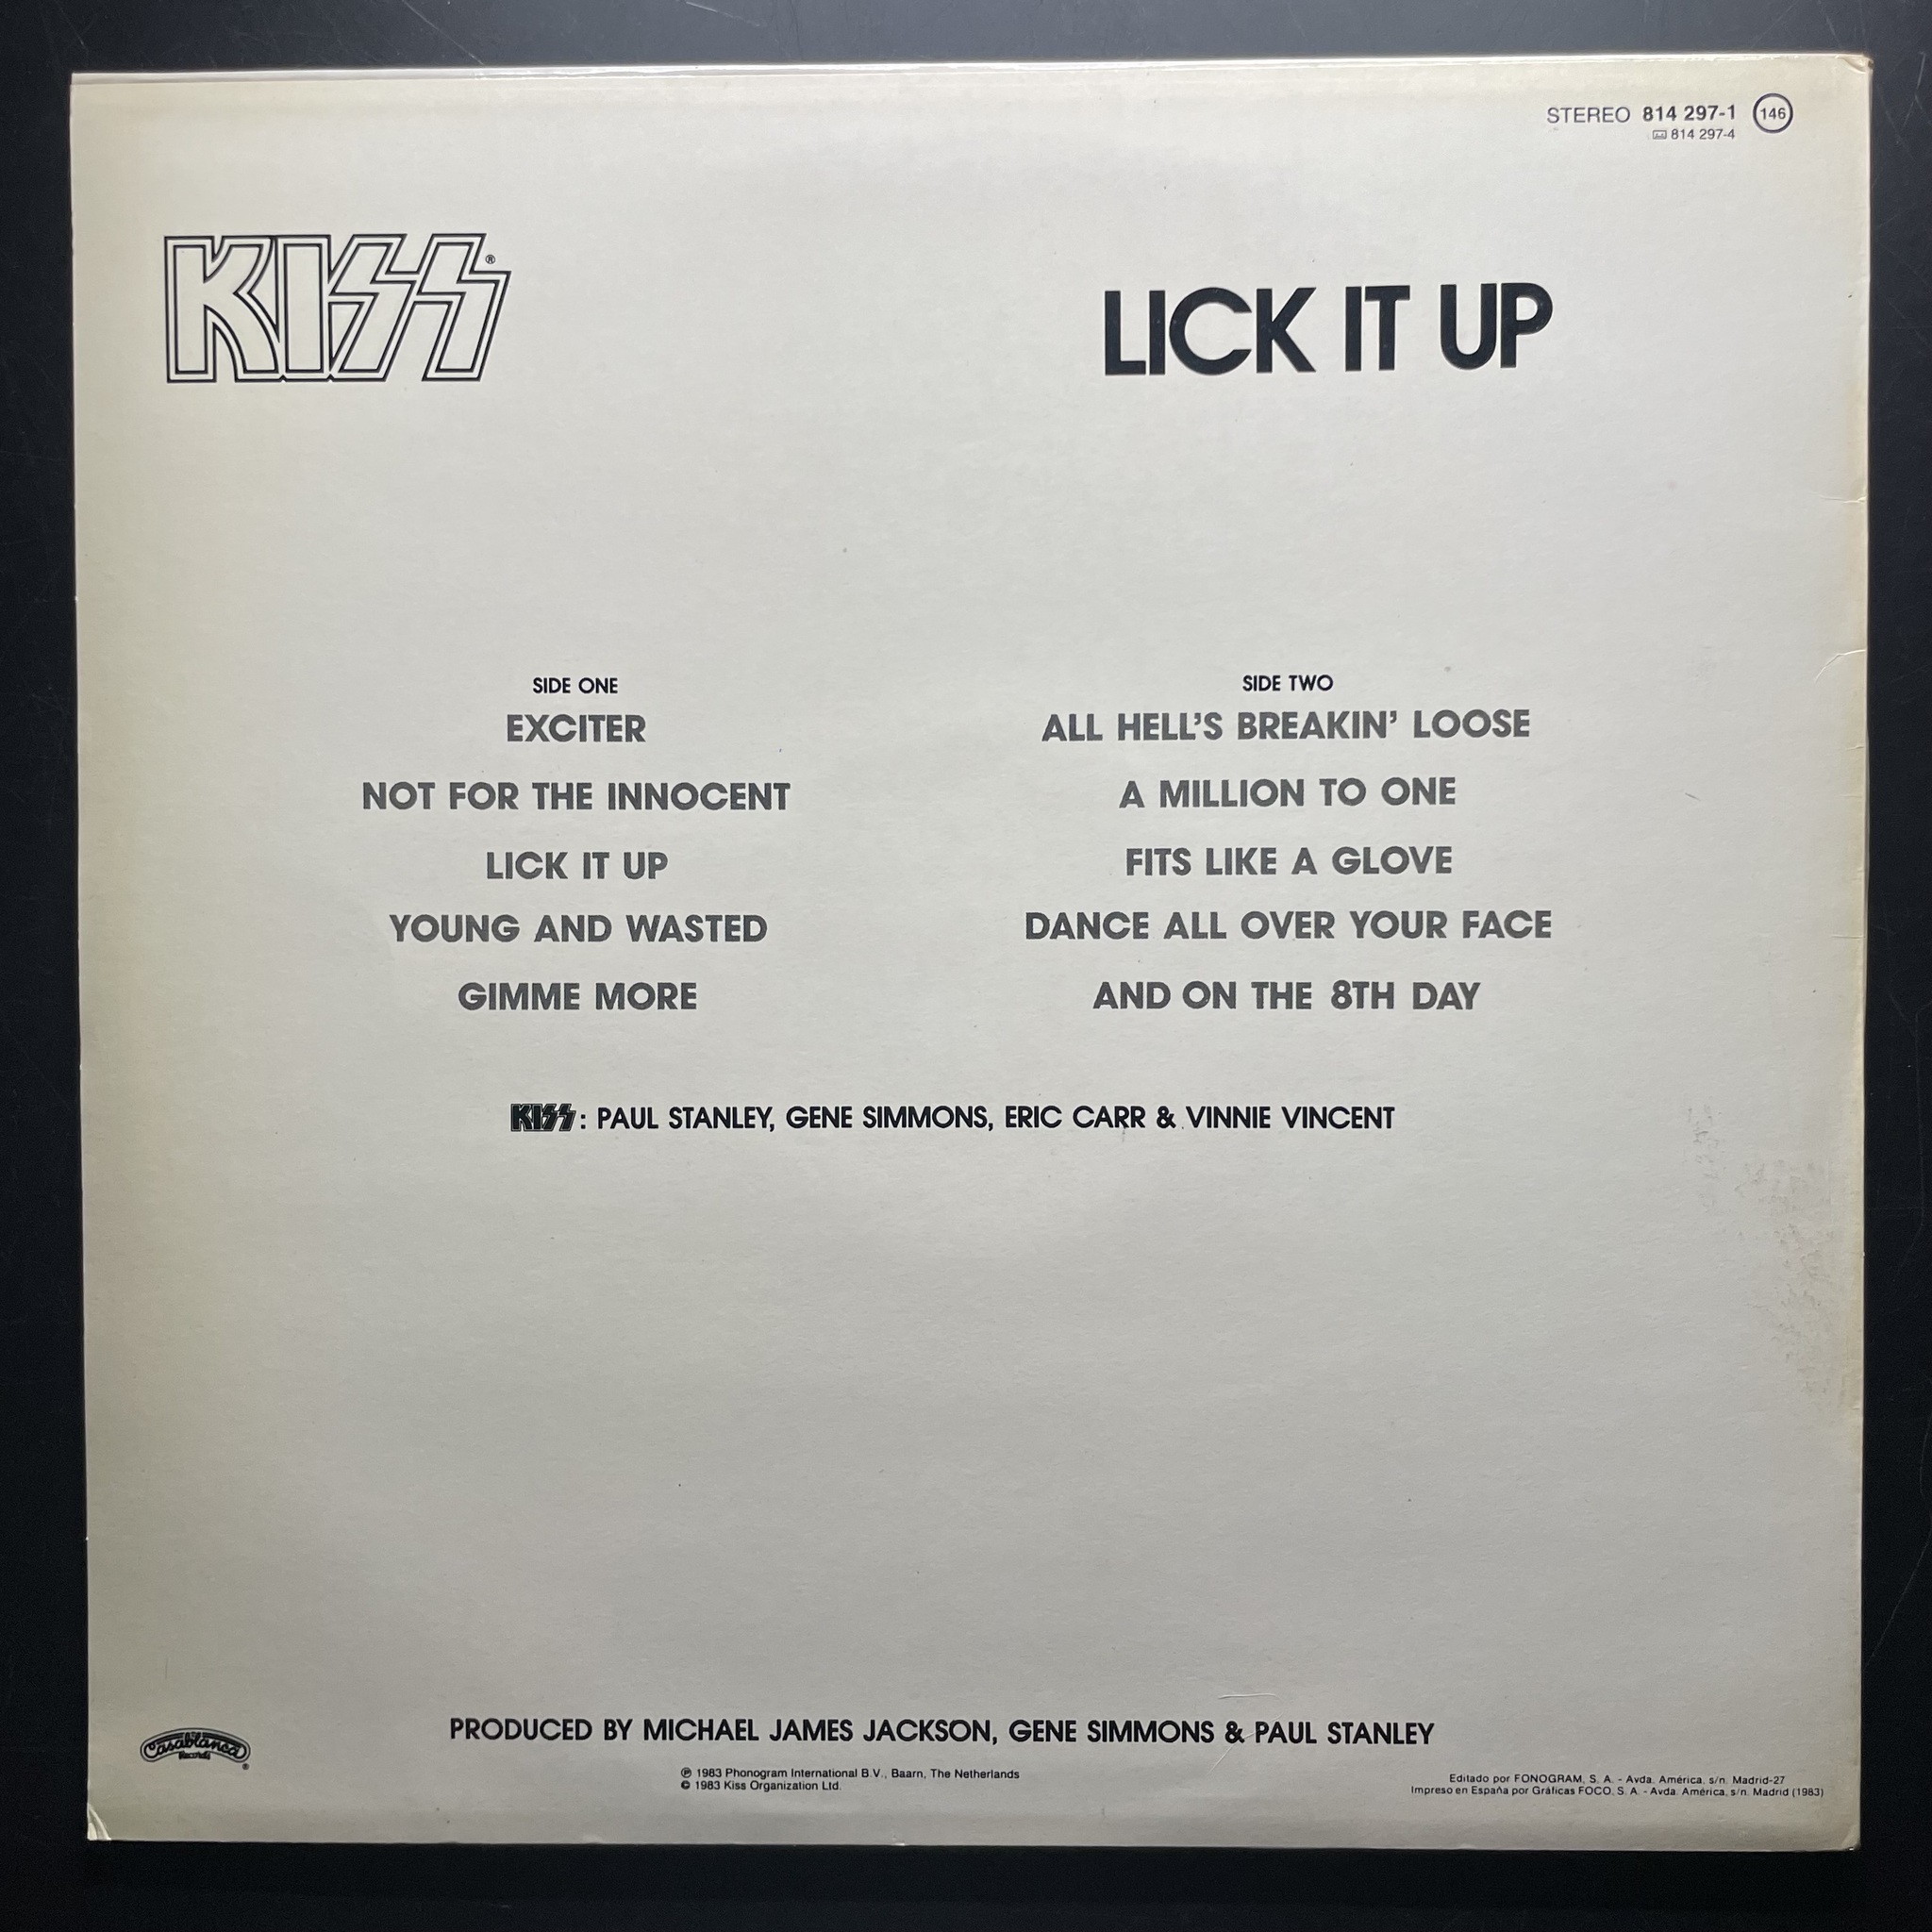 STEREO 814 297-1 146
814 297-4
KISS®
LICK IT UP
SIDE ONE
EXCITER
NOT FOR THE INNOCENT
LICK IT UP
YOUNG AND WASTED
GIMME MORE
SIDE TWO
ALL HELL'S BREAKIN' LOOSE
A MILLION TO ONE
FITS LIKE A GLOVE
DANCE ALL OVER YOUR FACE
AND ON THE 8TH DAY
KISS: PAUL STANLEY, GENE SIMMONS, ERIC CARR & VINNIE VINCENT
PRODUCED BY MICHAEL JAMES JACKSON, GENE SIMMONS & PAUL STANLEY
Casablanca
Records
®
℗ 1983 Phonogram International B.V., Baarn, The Netherlands
© 1983 Kiss Organization Ltd.
Editado por FONOGRAM, S. A. - Avda. América, s/n. Madrid-27
Impreso en España por Gráficas FOCO, S. A. - Avda. América, s/n. Madrid (1983)